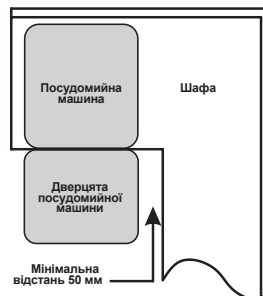 Посудомийна
машина
Шафа
Дверцята
посудомийної
машини
Мінімальна
відстань 50 мм